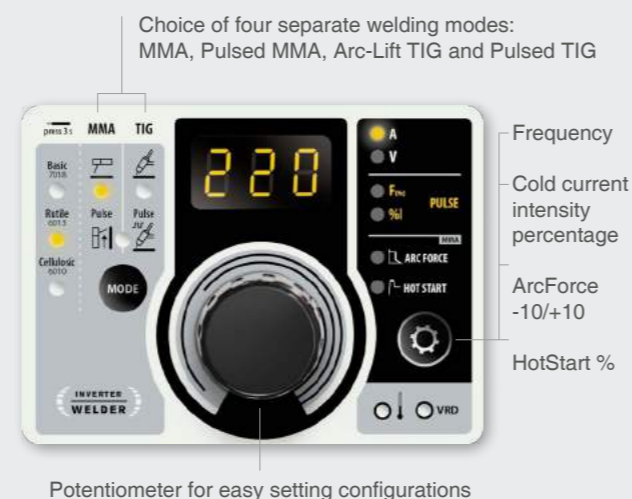 Choice of four separate welding modes:
MMA, Pulsed MMA, Arc-Lift TIG and Pulsed TIG
press 3 s
MMA
TIG
Basic
7018
Rutile
6013
Cellulosic
6010
Pulse
Pulse
MODE
INVERTER
WELDER
220
A
V
Freq
%I
PULSE
MMA
ARC FORCE
HOT START
VRD
Frequency
Cold current
intensity
percentage
ArcForce
-10/+10
HotStart %
Potentiometer for easy setting configurations